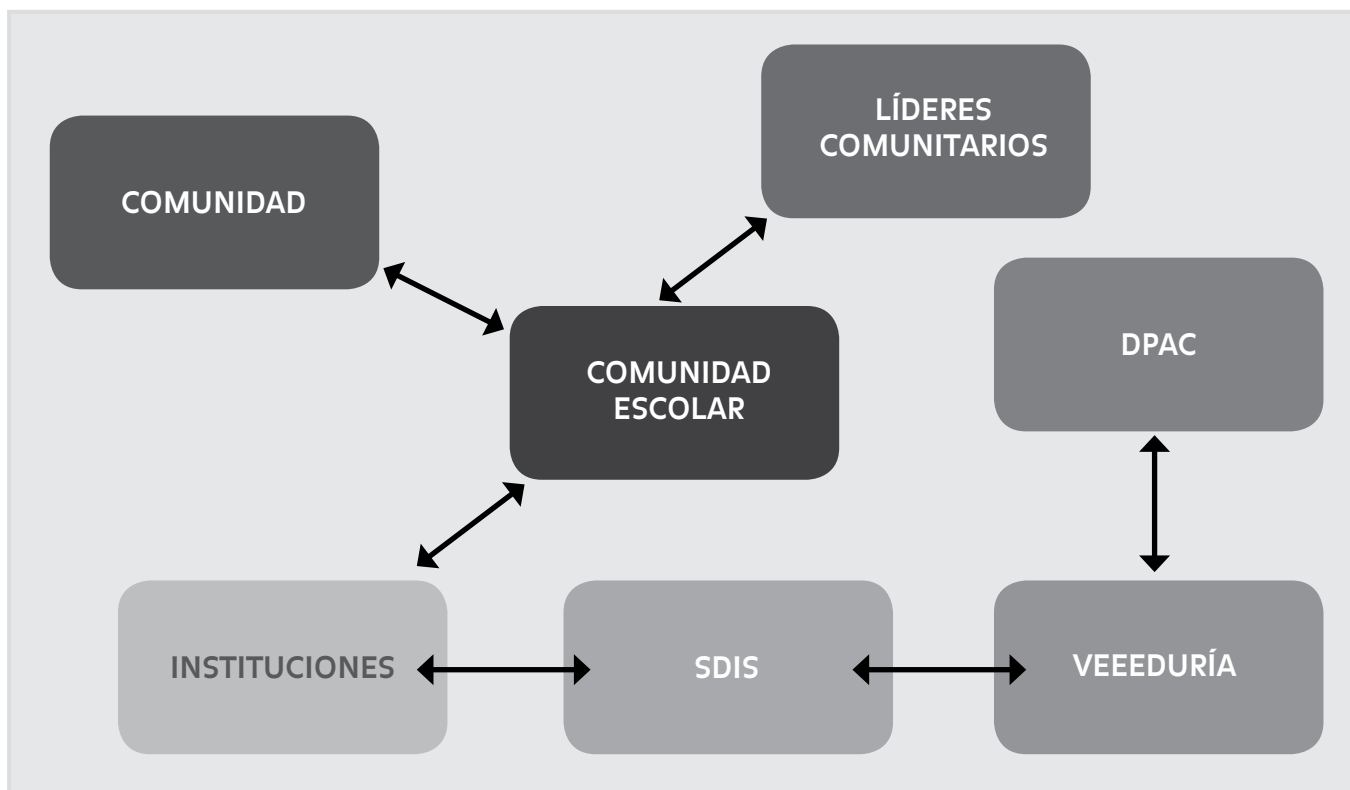 LÍDERES
COMUNITARIOS
COMUNIDAD
DPAC
COMUNIDAD
ESCOLAR
INSTITUCIONES
SDIS
VEEEDURÍA